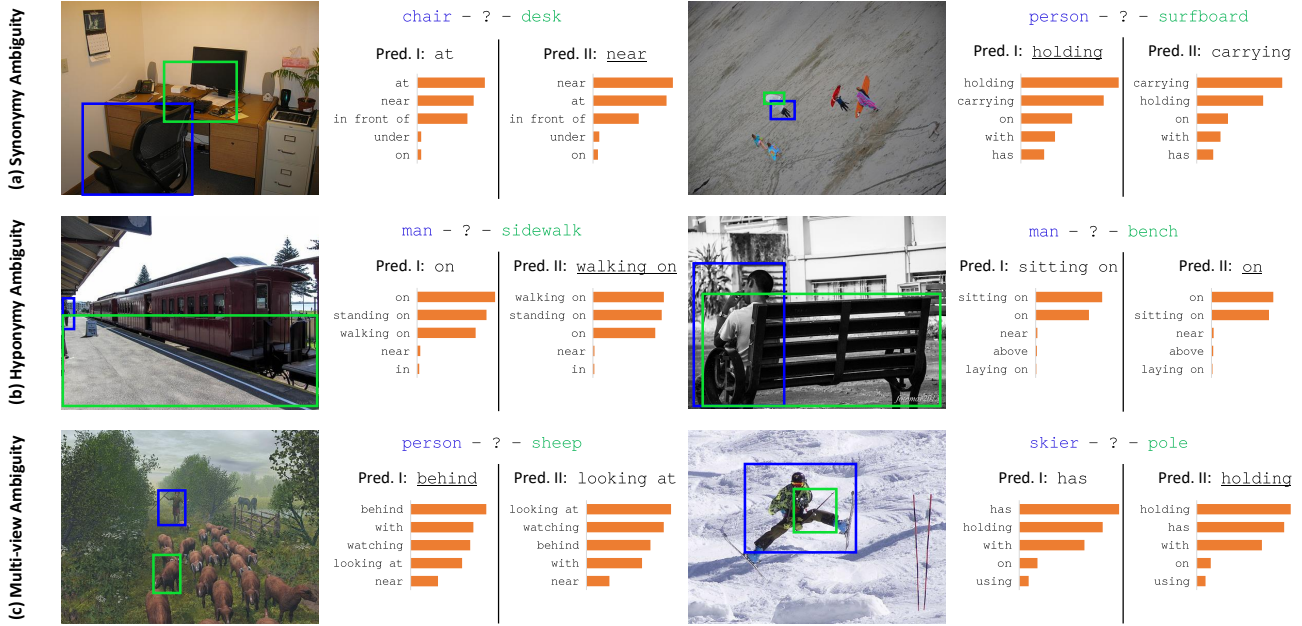 (a) Synonymy Ambiguity
chair - ? - desk
Pred. I: at
at
near
in front of
under
on
Pred. II: near
near
at
in front of
under
on
person - ? - surfboard
Pred. I: holding
holding
carrying
on
with
has
Pred. II: carrying
carrying
holding
on
with
has
(b) Hyponymy Ambiguity
man - ? - sidewalk
Pred. I: on
on
standing on
walking on
near
in
Pred. II: walking on
walking on
standing on
on
near
in
man - ? - bench
Pred. I: sitting on
sitting on
on
near
above
laying on
Pred. II: on
on
sitting on
near
above
laying on
(c) Multi-view Ambiguity
person - ? - sheep
Pred. I: behind
behind
with
watching
looking at
near
Pred. II: looking at
looking at
watching
behind
with
near
skier - ? - pole
Pred. I: has
has
holding
with
on
using
Pred. II: holding
holding
has
with
on
using